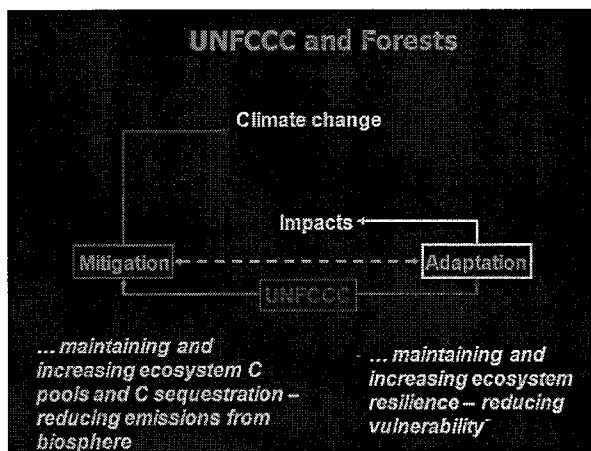 UNFCCC and Forests
Climate change
Impacts
Mitigation
Adaptation
UNFCCC
... maintaining and
increasing ecosystem C
pools and C sequestration –
reducing emissions from
biosphere
... maintaining and
increasing ecosystem
resilience – reducing
vulnerability